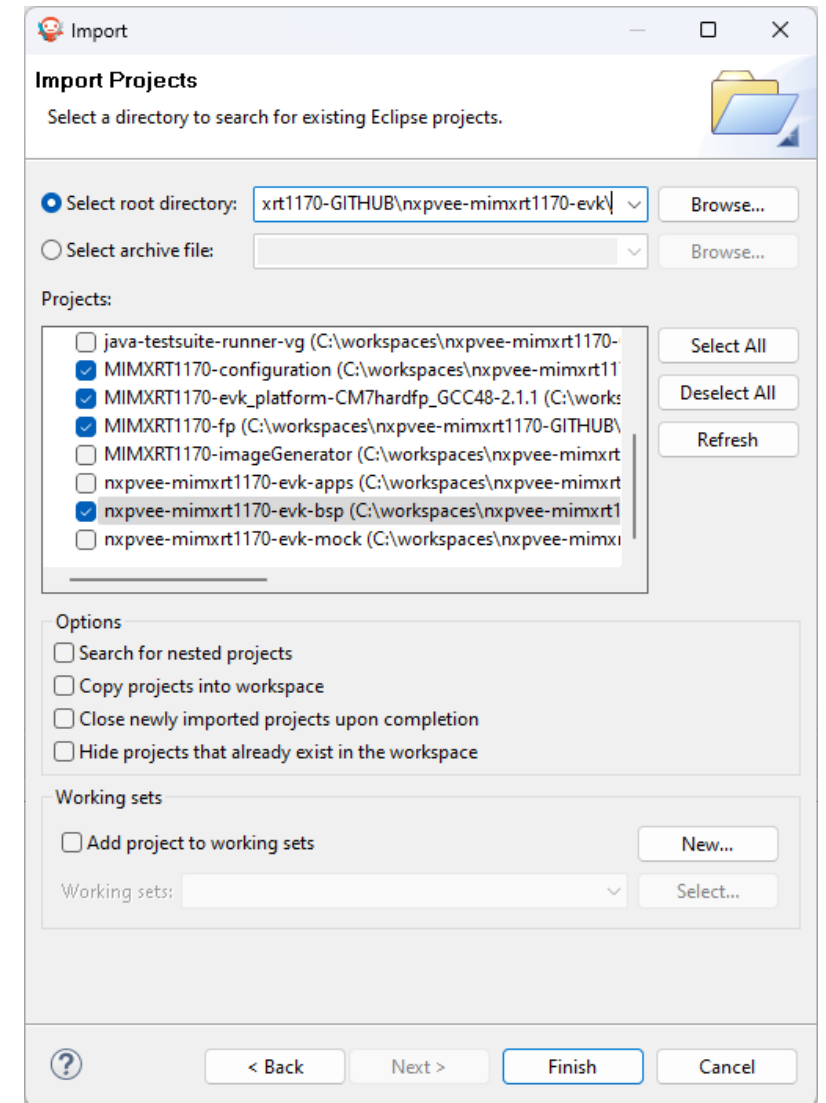 Import
Import Projects
Select a directory to search for existing Eclipse projects.
Select root directory: xrt1170-GITHUB\nxpvee-mimxrt1170-evk\ Browse...
Select archive file: Browse...
Projects:
java-testsuite-runner-vg (C:\workspaces\nxpvee-mimxrt1170-
MIMXRT1170-configuration (C:\workspaces\nxpvee-mimxrt11
MIMXRT1170-evk_platform-CM7hardfp_GCC48-2.1.1 (C:\works
MIMXRT1170-fp (C:\workspaces\nxpvee-mimxrt1170-GITHUB\
MIMXRT1170-imageGenerator (C:\workspaces\nxpvee-mimxrt
nxpvee-mimxrt1170-evk-apps (C:\workspaces\nxpvee-mimxrt
nxpvee-mimxrt1170-evk-bsp (C:\workspaces\nxpvee-mimxrt1
nxpvee-mimxrt1170-evk-mock (C:\workspaces\nxpvee-mimxr
Select All
Deselect All
Refresh
Options
Search for nested projects
Copy projects into workspace
Close newly imported projects upon completion
Hide projects that already exist in the workspace
Working sets
Add project to working sets New...
Working sets: Select...
? < Back Next > Finish Cancel